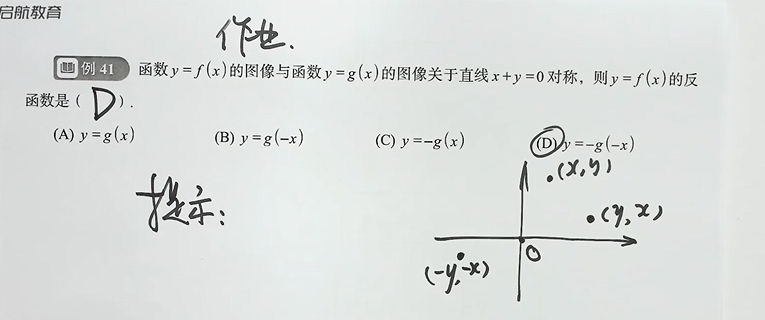 启航教育
作业.
例 41 函数 y=f(x) 的图像与函数 y=g(x) 的图像关于直线 x+y=0 对称，则 y=f(x) 的反
函数是（ D ）.
(A) y=g(x) (B) y=g(-x) (C) y=-g(x) (D) y=-g(-x)
提示：
(x,y)
(y,x)
O
(-y,-x)